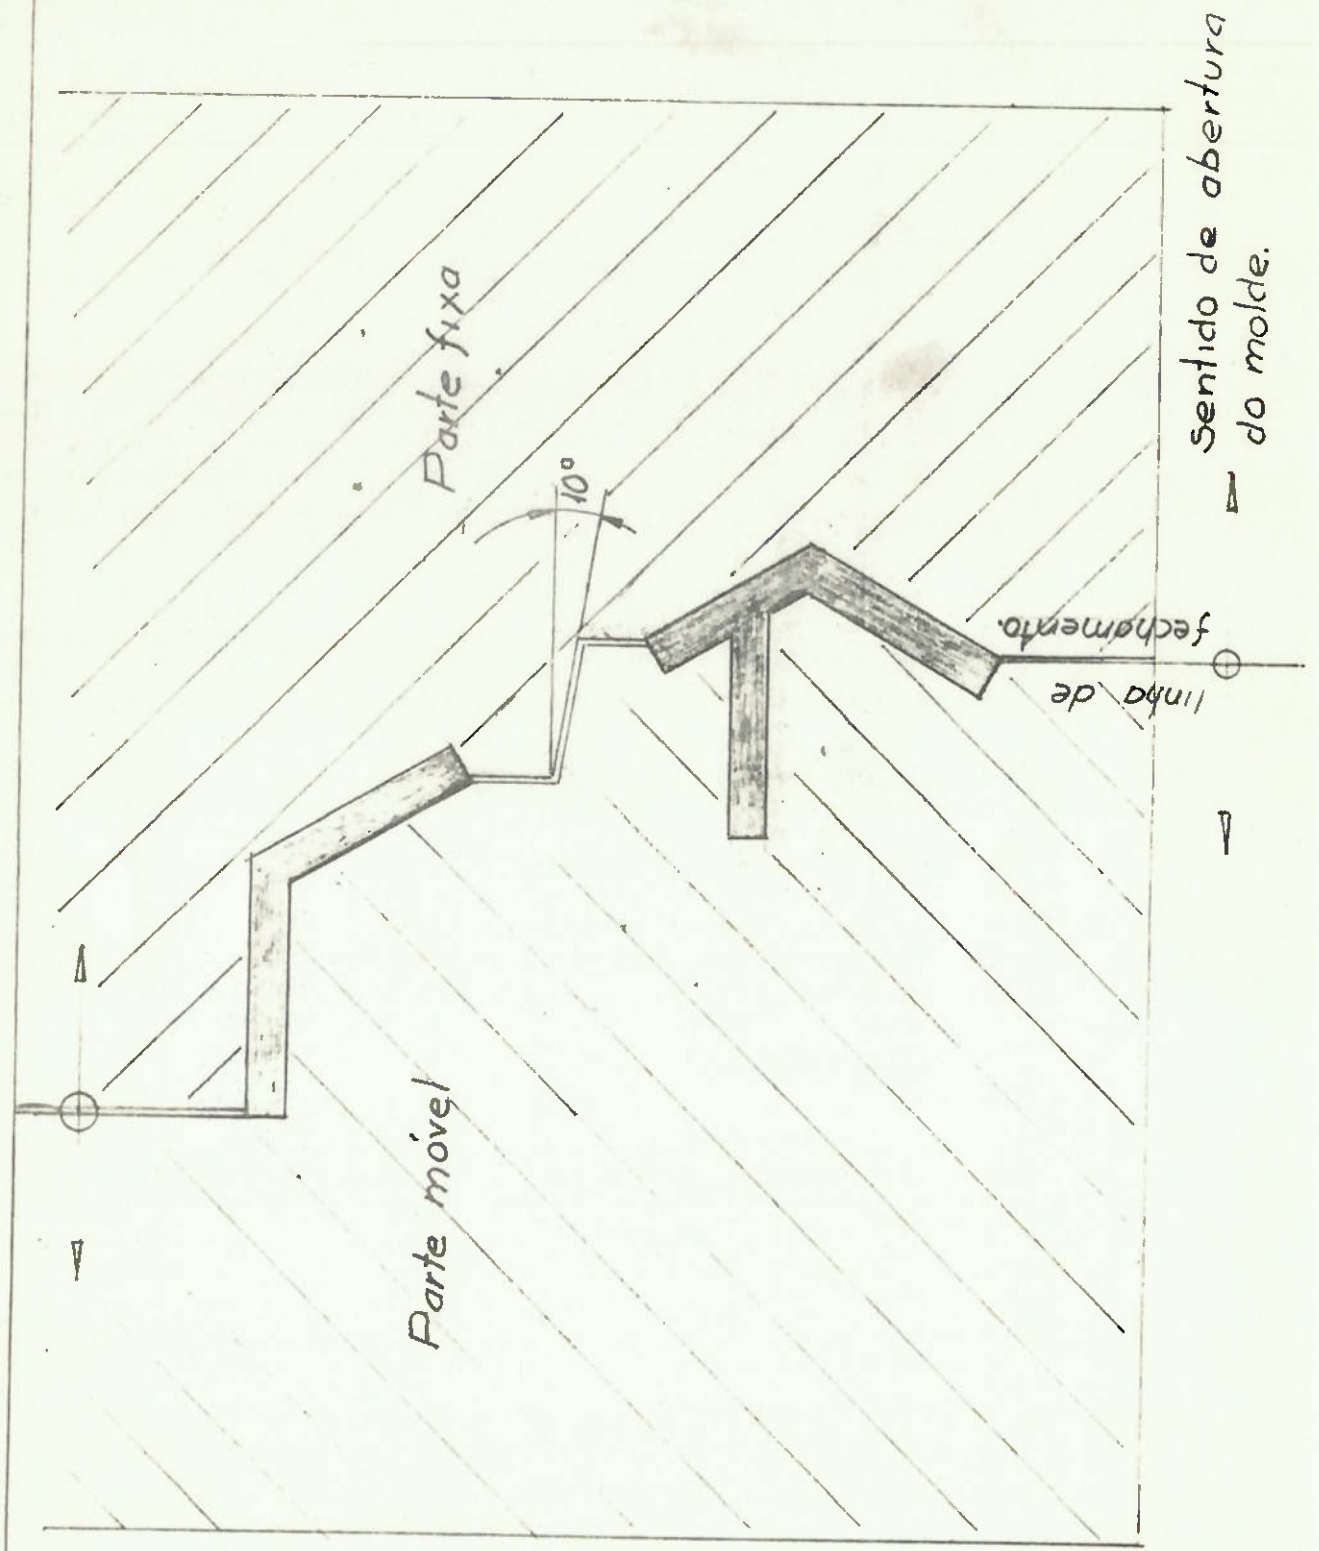 Parte fixa
10°
Parte móvel
linha de
fechamento.
Sentido de abertura
do molde.